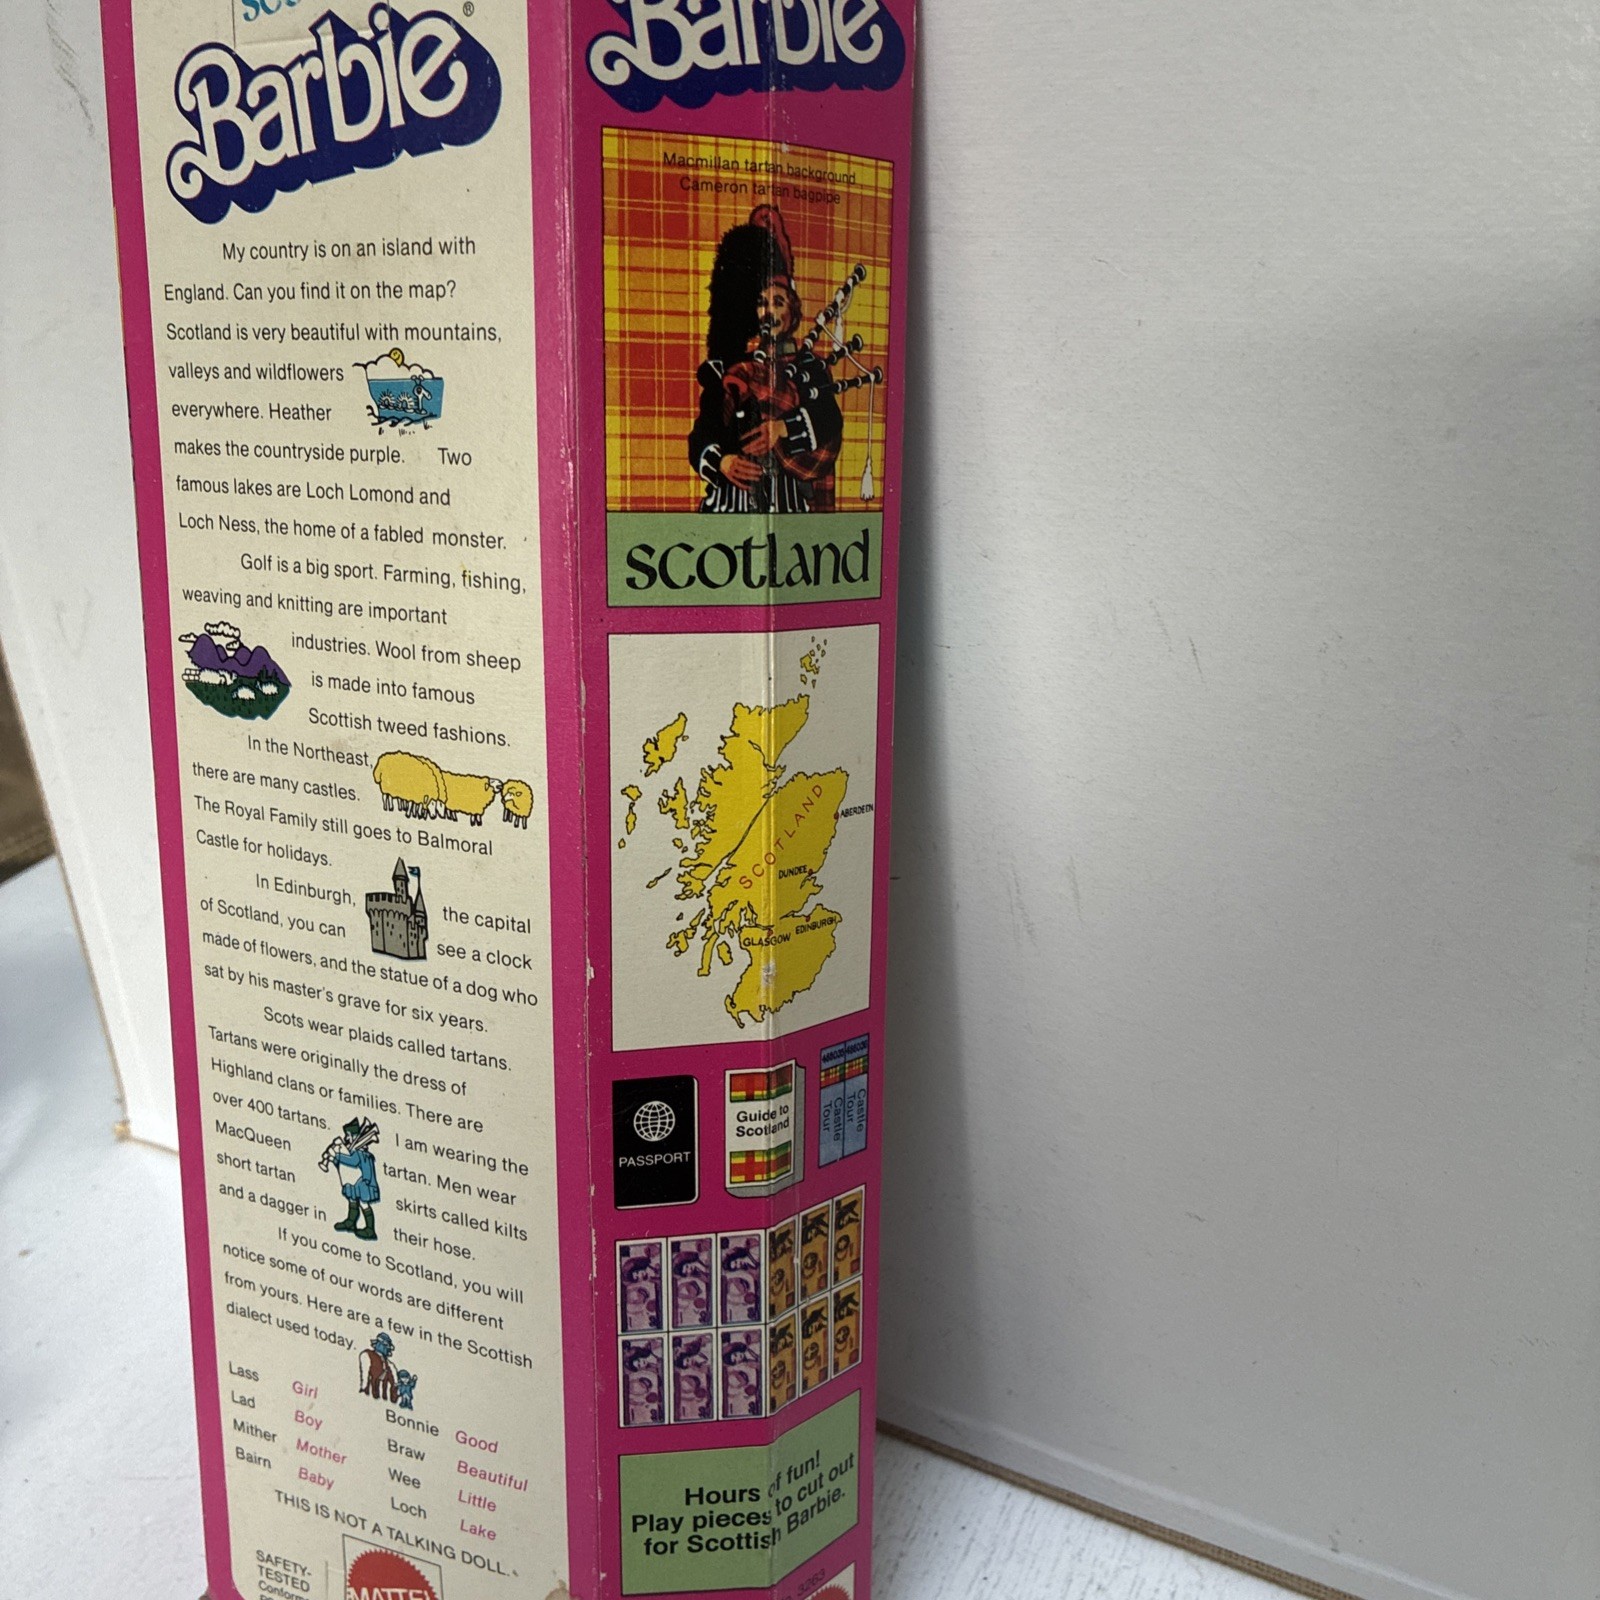 Barbie®
My country is on an island with
England. Can you find it on the map?
Scotland is very beautiful with mountains,
valleys and wildflowers
everywhere. Heather
makes the countryside purple. Two
famous lakes are Loch Lomond and
Loch Ness, the home of a fabled monster.
Golf is a big sport. Farming, fishing,
weaving and knitting are important
industries. Wool from sheep
is made into famous
Scottish tweed fashions.
In the Northeast,
there are many castles.
The Royal Family still goes to Balmoral
Castle for holidays.
In Edinburgh, the capital
of Scotland, you can see a clock
made of flowers, and the statue of a dog who
sat by his master's grave for six years.
Scots wear plaids called tartans.
Tartans were originally the dress of
Highland clans or families. There are
over 400 tartans. I am wearing the
MacQueen tartan. Men wear
short tartan skirts called kilts
and a dagger in their hose.
If you come to Scotland, you will
notice some of our words are different
from yours. Here are a few in the Scottish
dialect used today.
Lass Girl Bonnie Good
Lad Boy Braw Beautiful
Mither Mother Wee Little
Bairn Baby Loch Lake
THIS IS NOT A TALKING DOLL.
SAFETY-
TESTED
MATTEL
Barbie
Macmillan tartan background
Cameron tartan bagpipe
scotland
SCOTLAND
ABERDEEN
DUNDEE
EDINBURGH
GLASGOW
PASSPORT
Guide to
Scotland
Castle
Tour
Castle
Tour
Hours of fun!
Play pieces to cut out
for Scottish Barbie.
3263